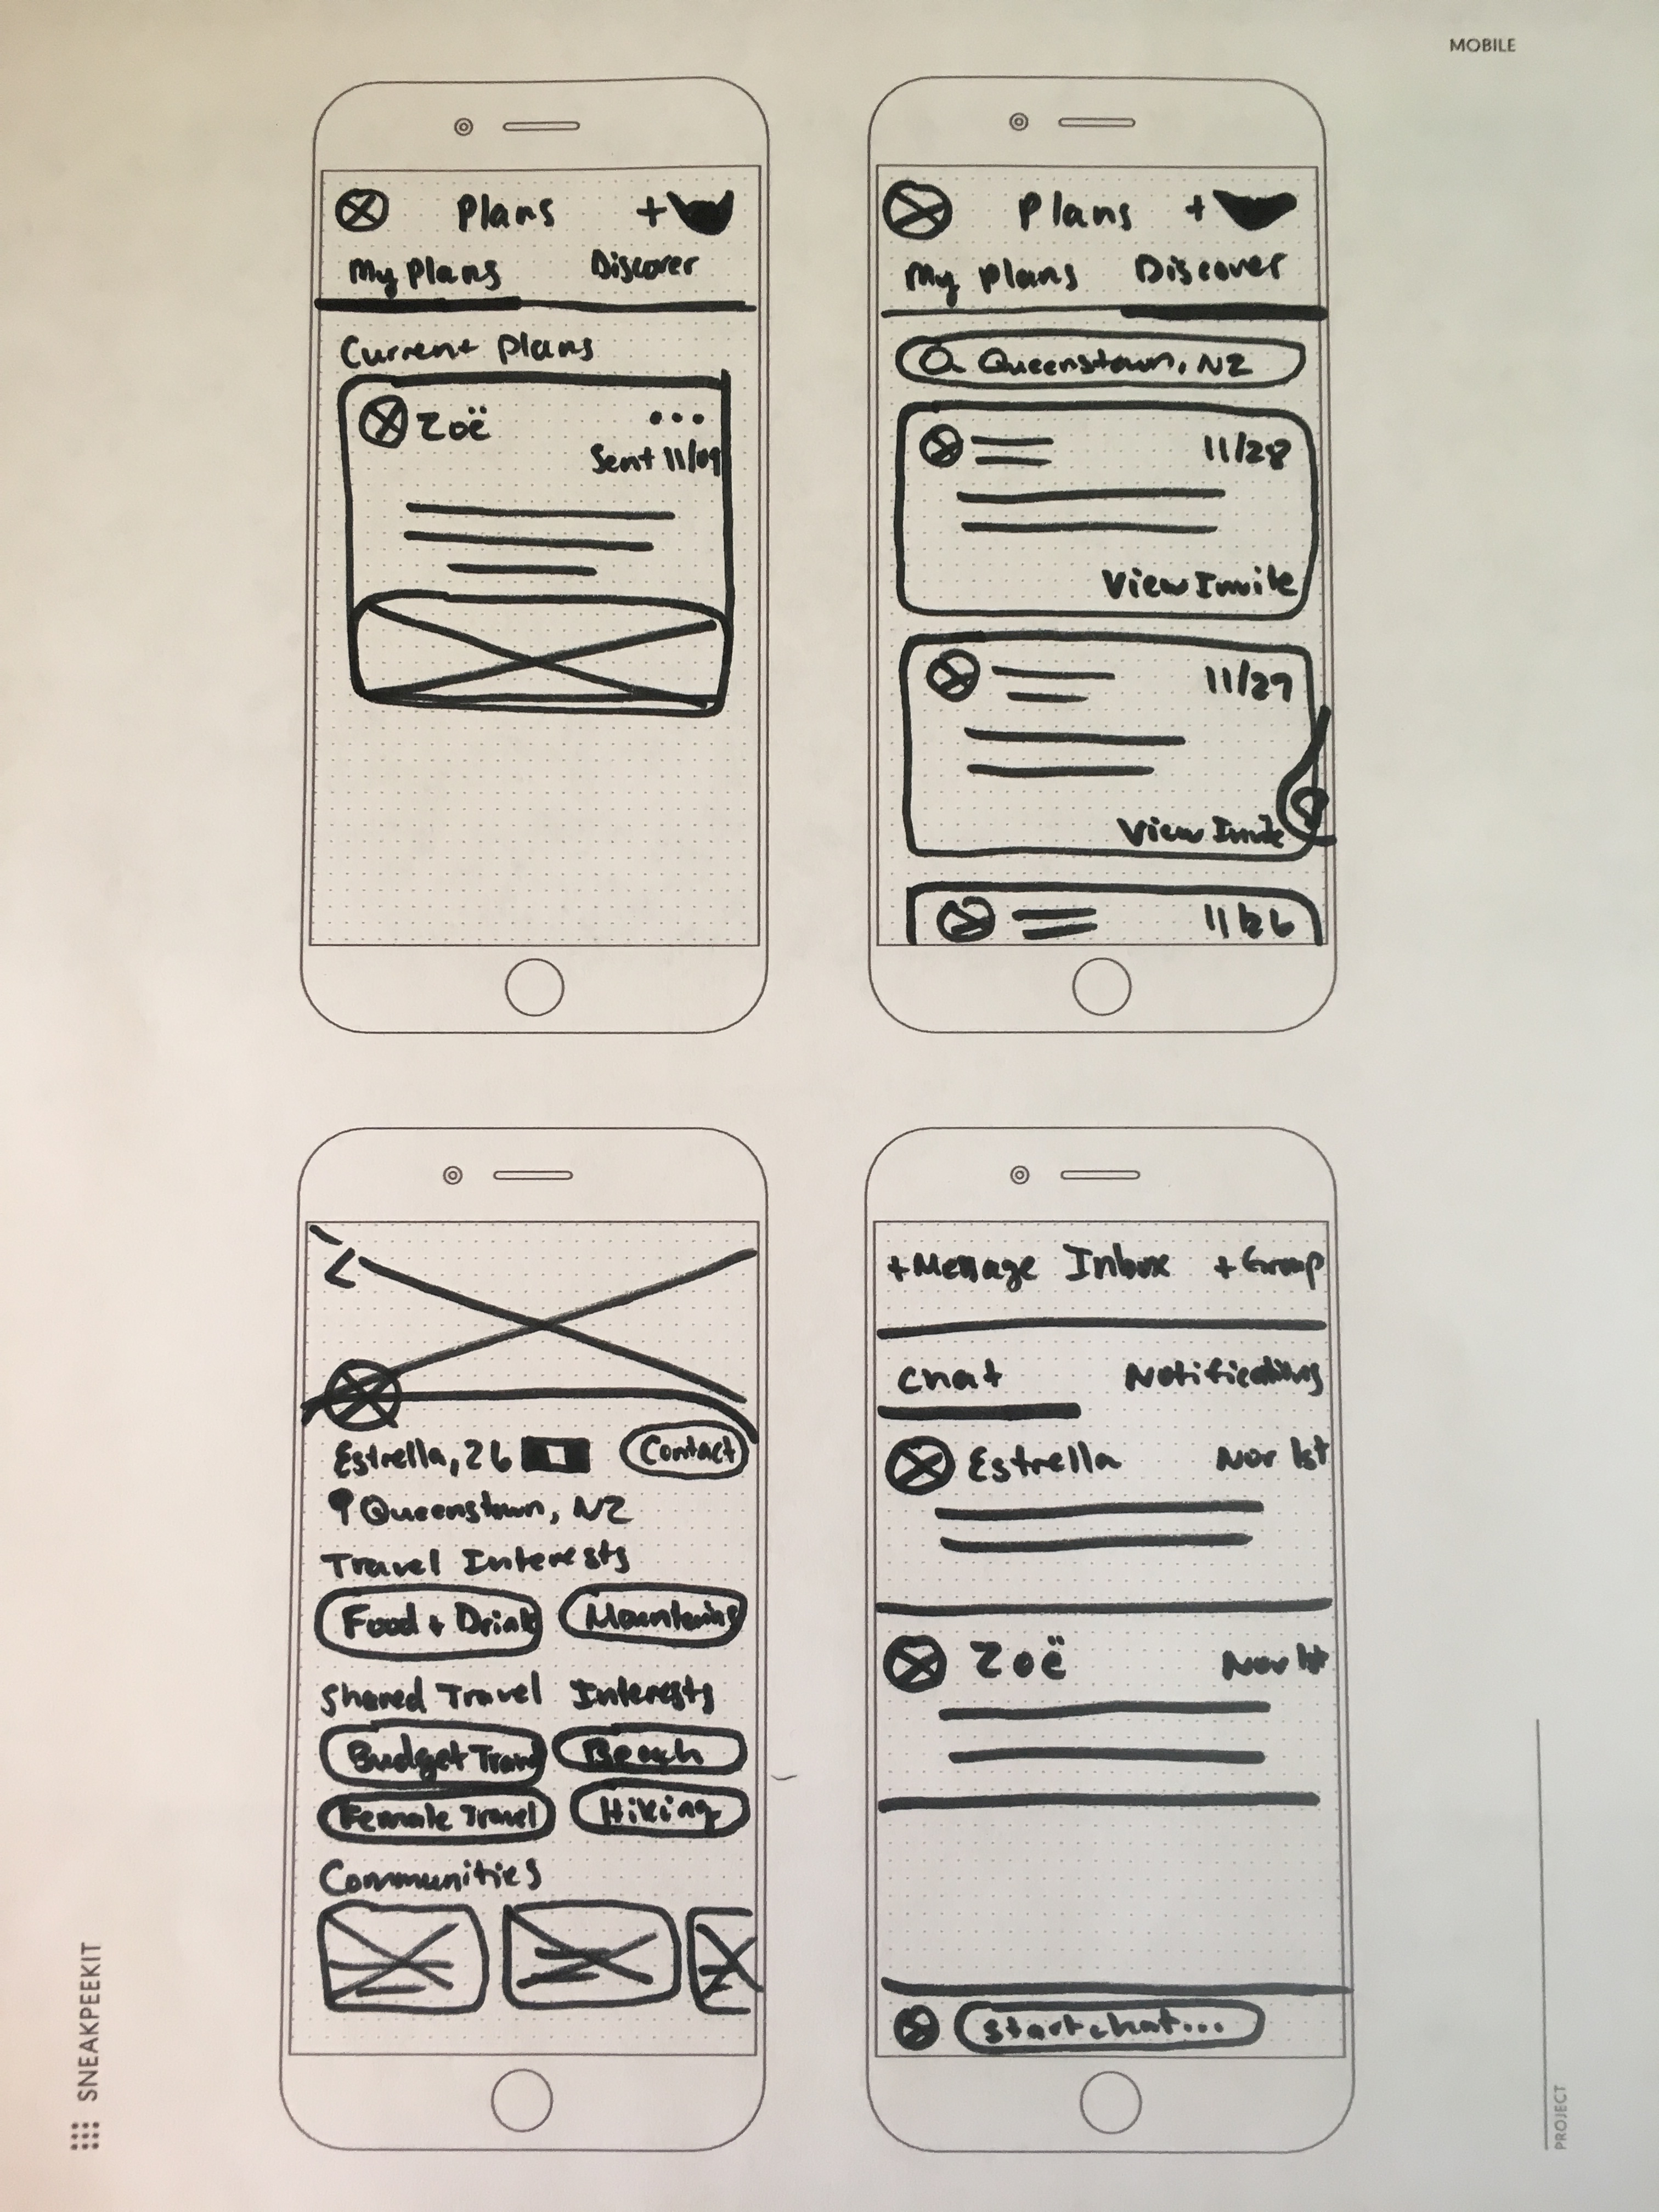 MOBILE
Plans +
My Plans Discover
Current Plans
Zoë
Sent 11/09
Plans +
My Plans Discover
Queenstown, NZ
11/28
View Invite
11/29
View Invite
11/26
Estrella, 26
Contact
Queenstown, NZ
Travel Interests
Food + Drink
Mountains
Shared Travel Interests
Budget Travel
Beach
Female Travel
Hiking
Communities
+Message Inbox +Group
Chat Notifications
Estrella Nov 1st
Zoë Nov 1st
Start chat...
SNEAKPEEKIT
PROJECT